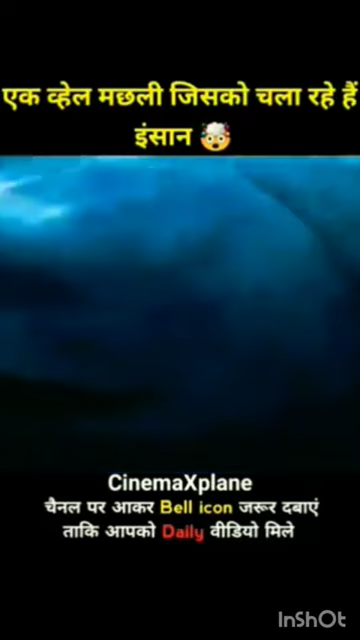 एक व्हेल मछली जिसको चला रहे हैं
इंसान 🤯
CinemaXplane
चैनल पर आकर Bell icon जरूर दबाएं
ताकि आपको Daily वीडियो मिले
InShOt